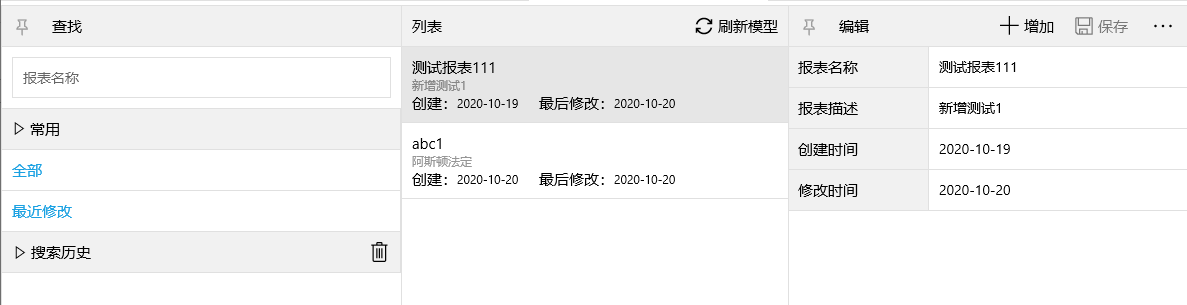 查找
报表名称
常用
全部
最近修改
搜索历史
列表 刷新模型
测试报表111
新增测试1
创建：2020-10-19 最后修改：2020-10-20
abc1
阿斯顿法定
创建：2020-10-20 最后修改：2020-10-20
编辑 增加 保存
报表名称 测试报表111
报表描述 新增测试1
创建时间 2020-10-19
修改时间 2020-10-20